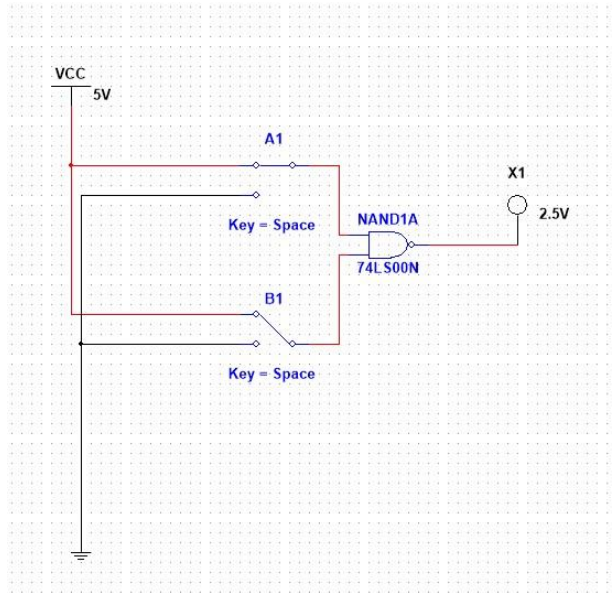 VCC
5V
A1
X1
Key = Space
NAND1A
2.5V
74LS00N
B1
Key = Space